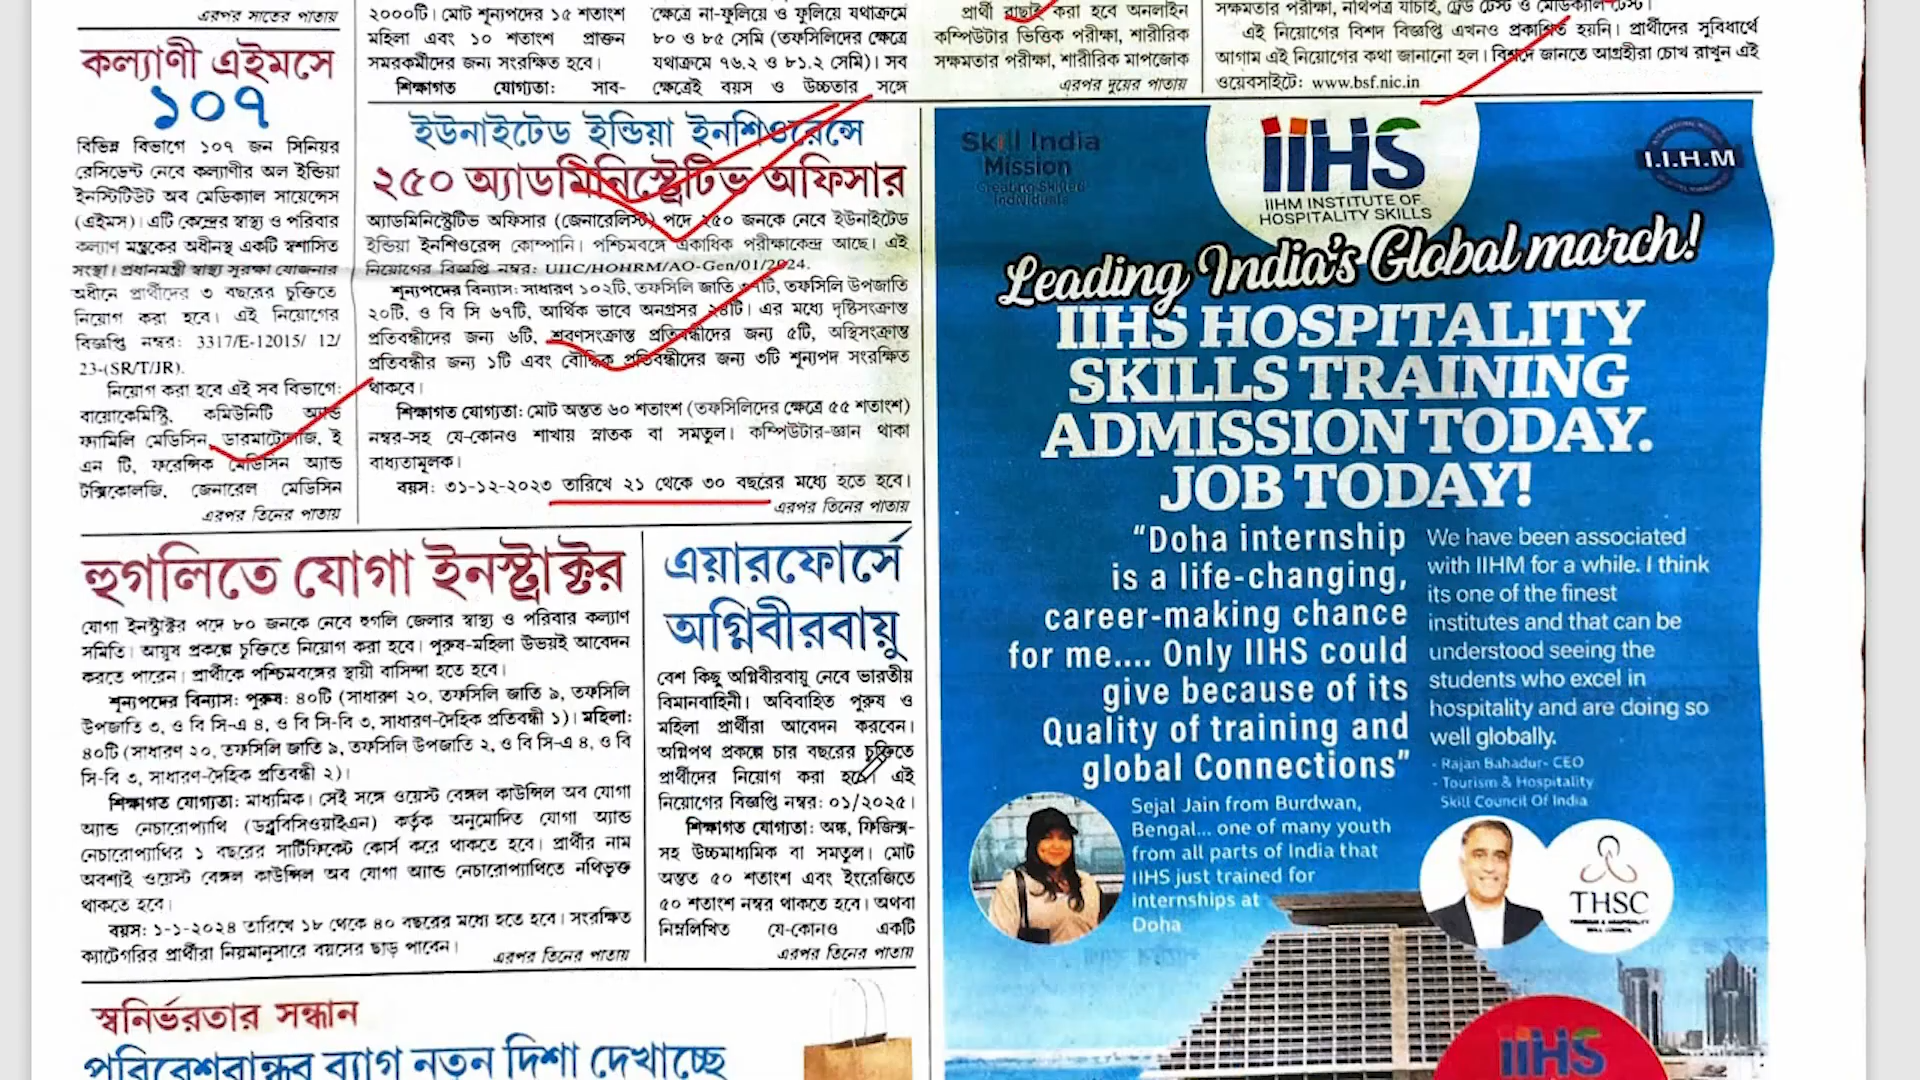 এরপর সাতের পাতায়
কল্যাণী এইমসে
১০৭
বিভিন্ন বিভাগে ১০৭ জন সিনিয়র
রেসিডেন্ট নেবে কল্যাণীর অল ইন্ডিয়া
ইনস্টিটিউট অব মেডিক্যাল সায়েন্সেস
(এইমস)। এটি কেন্দ্রের স্বাস্থ্য ও পরিবার
কল্যাণ মন্ত্রকের অধীনস্থ একটি স্বশাসিত
সংস্থা। প্রধানমন্ত্রী স্বাস্থ্য সুরক্ষা যোজনার
অধীনে প্রার্থীদের ৩ বছরের চুক্তিতে
নিয়োগ করা হবে। এই নিয়োগের
বিজ্ঞপ্তি নম্বর: 3317/E-12015/ 12/
23-(SR/T/JR).
নিয়োগ করা হবে এই সব বিভাগে:
বায়োকেমিস্ট্রি, কমিউনিটি অ্যান্ড
ফ্যামিলি মেডিসিন, ডারমাটোলজি, ই
এন টি, ফরেন্সিক মেডিসিন অ্যান্ড
টক্সিকোলজি, জেনারেল মেডিসিন
এরপর তিনের পাতায়
২০০০টি। মোট শূন্যপদের ১৫ শতাংশ
মহিলা এবং ১০ শতাংশ প্রাক্তন
সমরকর্মীদের জন্য সংরক্ষিত হবে।
শিক্ষাগত যোগ্যতা: সাব-
ক্ষেত্রে না-ফুলিয়ে ও ফুলিয়ে যথাক্রমে
৮০ ও ৮৫ সেমি (তফসিলিদের ক্ষেত্রে
যথাক্রমে ৭৬.২ ও ৮১.২ সেমি)। সব
ক্ষেত্রেই বয়স ও উচ্চতার সঙ্গে
প্রার্থী বাছাই করা হবে অনলাইন
কম্পিউটার ভিত্তিক পরীক্ষা, শারীরিক
সক্ষমতার পরীক্ষা, শারীরিক মাপজোক
এরপর দুয়ের পাতায়
সক্ষমতার পরীক্ষা, নথিপত্র যাচাই, ট্রেড টেস্ট ও মেডিক্যাল টেস্ট।
এই নিয়োগের বিশদ বিজ্ঞপ্তি এখনও প্রকাশিত হয়নি। প্রার্থীদের সুবিধার্থে
আগাম এই নিয়োগের কথা জানানো হল। বিশদে জানতে আগ্রহীরা চোখ রাখুন এই
ওয়েবসাইটে: www.bsf.nic.in
ইউনাইটেড ইন্ডিয়া ইনশিওরেন্সে
২৫০ অ্যাডমিনিস্ট্রেটিভ অফিসার
অ্যাডমিনিস্ট্রেটিভ অফিসার (জেনারেলিস্ট) পদে ২৫০ জনকে নেবে ইউনাইটেড
ইন্ডিয়া ইনশিওরেন্স কোম্পানি। পশ্চিমবঙ্গে একাধিক পরীক্ষাকেন্দ্র আছে। এই
নিয়োগের বিজ্ঞপ্তি নম্বর: UIIC/HOHRM/AO-Gen/01/2024.
শূন্যপদের বিন্যাস: সাধারণ ১০২টি, তফসিলি জাতি ৩৭টি, তফসিলি উপজাতি
২০টি, ও বি সি ৬৭টি, আর্থিক ভাবে অনগ্রসর ২৪টি। এর মধ্যে দৃষ্টিসংক্রান্ত
প্রতিবন্ধীদের জন্য ৬টি, শ্রবণসংক্রান্ত প্রতিবন্ধীদের জন্য ৫টি, অস্থিসংক্রান্ত
প্রতিবন্ধীর জন্য ১টি এবং বৌদ্ধিক প্রতিবন্ধীদের জন্য ৩টি শূন্যপদ সংরক্ষিত
থাকবে।
শিক্ষাগত যোগ্যতা: মোট অন্তত ৬০ শতাংশ (তফসিলিদের ক্ষেত্রে ৫৫ শতাংশ)
নম্বর-সহ যে-কোনও শাখায় স্নাতক বা সমতুল। কম্পিউটার-জ্ঞান থাকা
বাধ্যতামূলক।
বয়স: ৩১-১২-২০২৩ তারিখে ২১ থেকে ৩০ বছরের মধ্যে হতে হবে।
এরপর তিনের পাতায়
হুগলিতে যোগা ইনস্ট্রাক্টর
যোগা ইনস্ট্রাক্টর পদে ৮০ জনকে নেবে হুগলি জেলার স্বাস্থ্য ও পরিবার কল্যাণ
সমিতি। আয়ুষ প্রকল্পে চুক্তিতে নিয়োগ করা হবে। পুরুষ-মহিলা উভয়ই আবেদন
করতে পারেন। প্রার্থীকে পশ্চিমবঙ্গের স্থায়ী বাসিন্দা হতে হবে।
শূন্যপদের বিন্যাস: পুরুষ: ৪০টি (সাধারণ ২০, তফসিলি জাতি ৯, তফসিলি
উপজাতি ৩, ও বি সি-এ ৪, ও বি সি-বি ৩, সাধারণ-দৈহিক প্রতিবন্ধী ১)। মহিলা:
৪০টি (সাধারণ ২০, তফসিলি জাতি ৯, তফসিলি উপজাতি ২, ও বি সি-এ ৪, ও বি
সি-বি ৩, সাধারণ-দৈহিক প্রতিবন্ধী ২)।
শিক্ষাগত যোগ্যতা: মাধ্যমিক। সেই সঙ্গে ওয়েস্ট বেঙ্গল কাউন্সিল অব যোগা
অ্যান্ড নেচারোপ্যাথি (ডব্লুবিসিওয়াইএন) কর্তৃক অনুমোদিত যোগা অ্যান্ড
নেচারোপ্যাথির ১ বছরের সার্টিফিকেট কোর্স করে থাকতে হবে। প্রার্থীর নাম
অবশ্যই ওয়েস্ট বেঙ্গল কাউন্সিল অব যোগা অ্যান্ড নেচারোপ্যাথিতে নথিভুক্ত
থাকতে হবে।
বয়স: ১-১-২০২৪ তারিখে ১৮ থেকে ৪০ বছরের মধ্যে হতে হবে। সংরক্ষিত
ক্যাটেগরির প্রার্থীরা নিয়মানুসারে বয়সের ছাড় পাবেন।
এরপর তিনের পাতায়
এয়ারফোর্সে
অগ্নিবীরবায়ু
বেশ কিছু অগ্নিবীরবায়ু নেবে ভারতীয়
বিমানবাহিনী। অবিবাহিত পুরুষ ও
মহিলা প্রার্থীরা আবেদন করবেন।
অগ্নিপথ প্রকল্পে চার বছরের চুক্তিতে
প্রার্থীদের নিয়োগ করা হবে। এই
নিয়োগের বিজ্ঞপ্তি নম্বর: ০১/২০২৫।
শিক্ষাগত যোগ্যতা: অঙ্ক, ফিজিক্স-
সহ উচ্চমাধ্যমিক বা সমতুল। মোট
অন্তত ৫০ শতাংশ এবং ইংরেজিতে
৫০ শতাংশ নম্বর থাকতে হবে। অথবা
নিম্নলিখিত যে-কোনও একটি
এরপর তিনের পাতায়
স্বনির্ভরতার সন্ধান
পরিবেশবান্ধব ব্যাগ নতুন দিশা দেখাচ্ছে
Skill India
Mission
Creating Skilled
Individuals
IIHS
IIHM INSTITUTE OF
HOSPITALITY SKILLS
I.I.H.M
Leading India's Global march!
IIHS HOSPITALITY
SKILLS TRAINING
ADMISSION TODAY.
JOB TODAY!
“Doha internship
is a life-changing,
career-making chance
for me.... Only IIHS could
give because of its
Quality of training and
global Connections”
We have been associated
with IIHM for a while. I think
its one of the finest
institutes and that can be
understood seeing the
students who excel in
hospitality and are doing so
well globally.
- Rajan Bahadur- CEO
- Tourism & Hospitality
Skill Council Of India
Sejal Jain from Burdwan,
Bengal... one of many youth
from all parts of India that
IIHS just trained for
internships at
Doha
THSC
TOURISM & HOSPITALITY
SKILL COUNCIL
IIHS